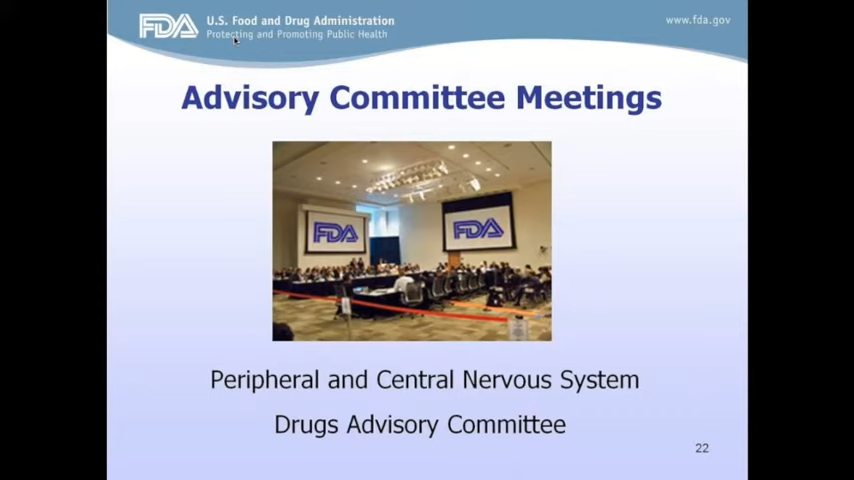 FDA
U.S. Food and Drug Administration
Protecting and Promoting Public Health
www.fda.gov
Advisory Committee Meetings
FDA
FDA
Peripheral and Central Nervous System
Drugs Advisory Committee
22